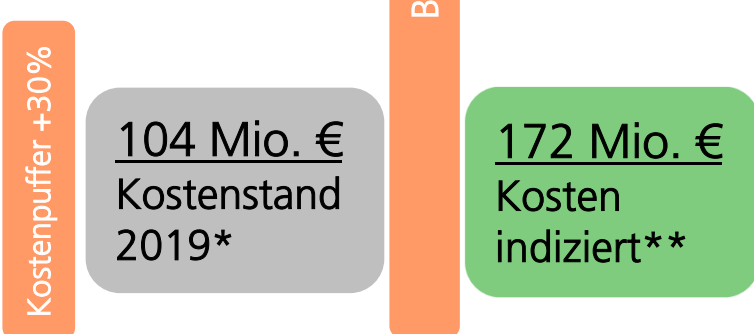 Kostenpuffer +30%
104 Mio. €
Kostenstand
2019*
B
172 Mio. €
Kosten
indiziert**